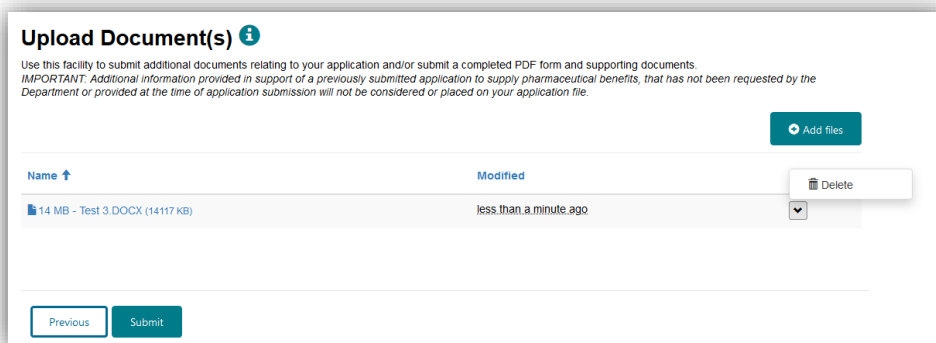 Upload Document(s)
Use this facility to submit additional documents relating to your application and/or submit a completed PDF form and supporting documents.
IMPORTANT: Additional information provided in support of a previously submitted application to supply pharmaceutical benefits, that has not been requested by the
Department or provided at the time of application submission will not be considered or placed on your application file.
Add files
Name Modified
Delete
14 MB - Test 3.DOCX (14117 KB) less than a minute ago
Previous Submit